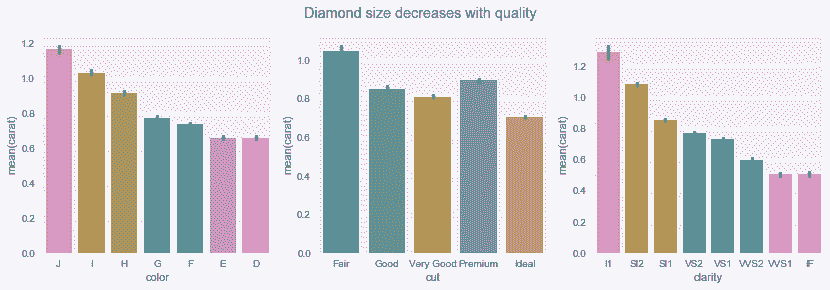 Diamond size decreases with quality
mean(carat)
1.2
1.0
0.8
0.6
0.4
0.2
0.0
J I H G F E D
color
mean(carat)
1.0
0.8
0.6
0.4
0.2
0.0
Fair Good Very Good Premium Ideal
cut
mean(carat)
1.2
1.0
0.8
0.6
0.4
0.2
0.0
I1 SI2 SI1 VS2 VS1 VVS2 VVS1 IF
clarity